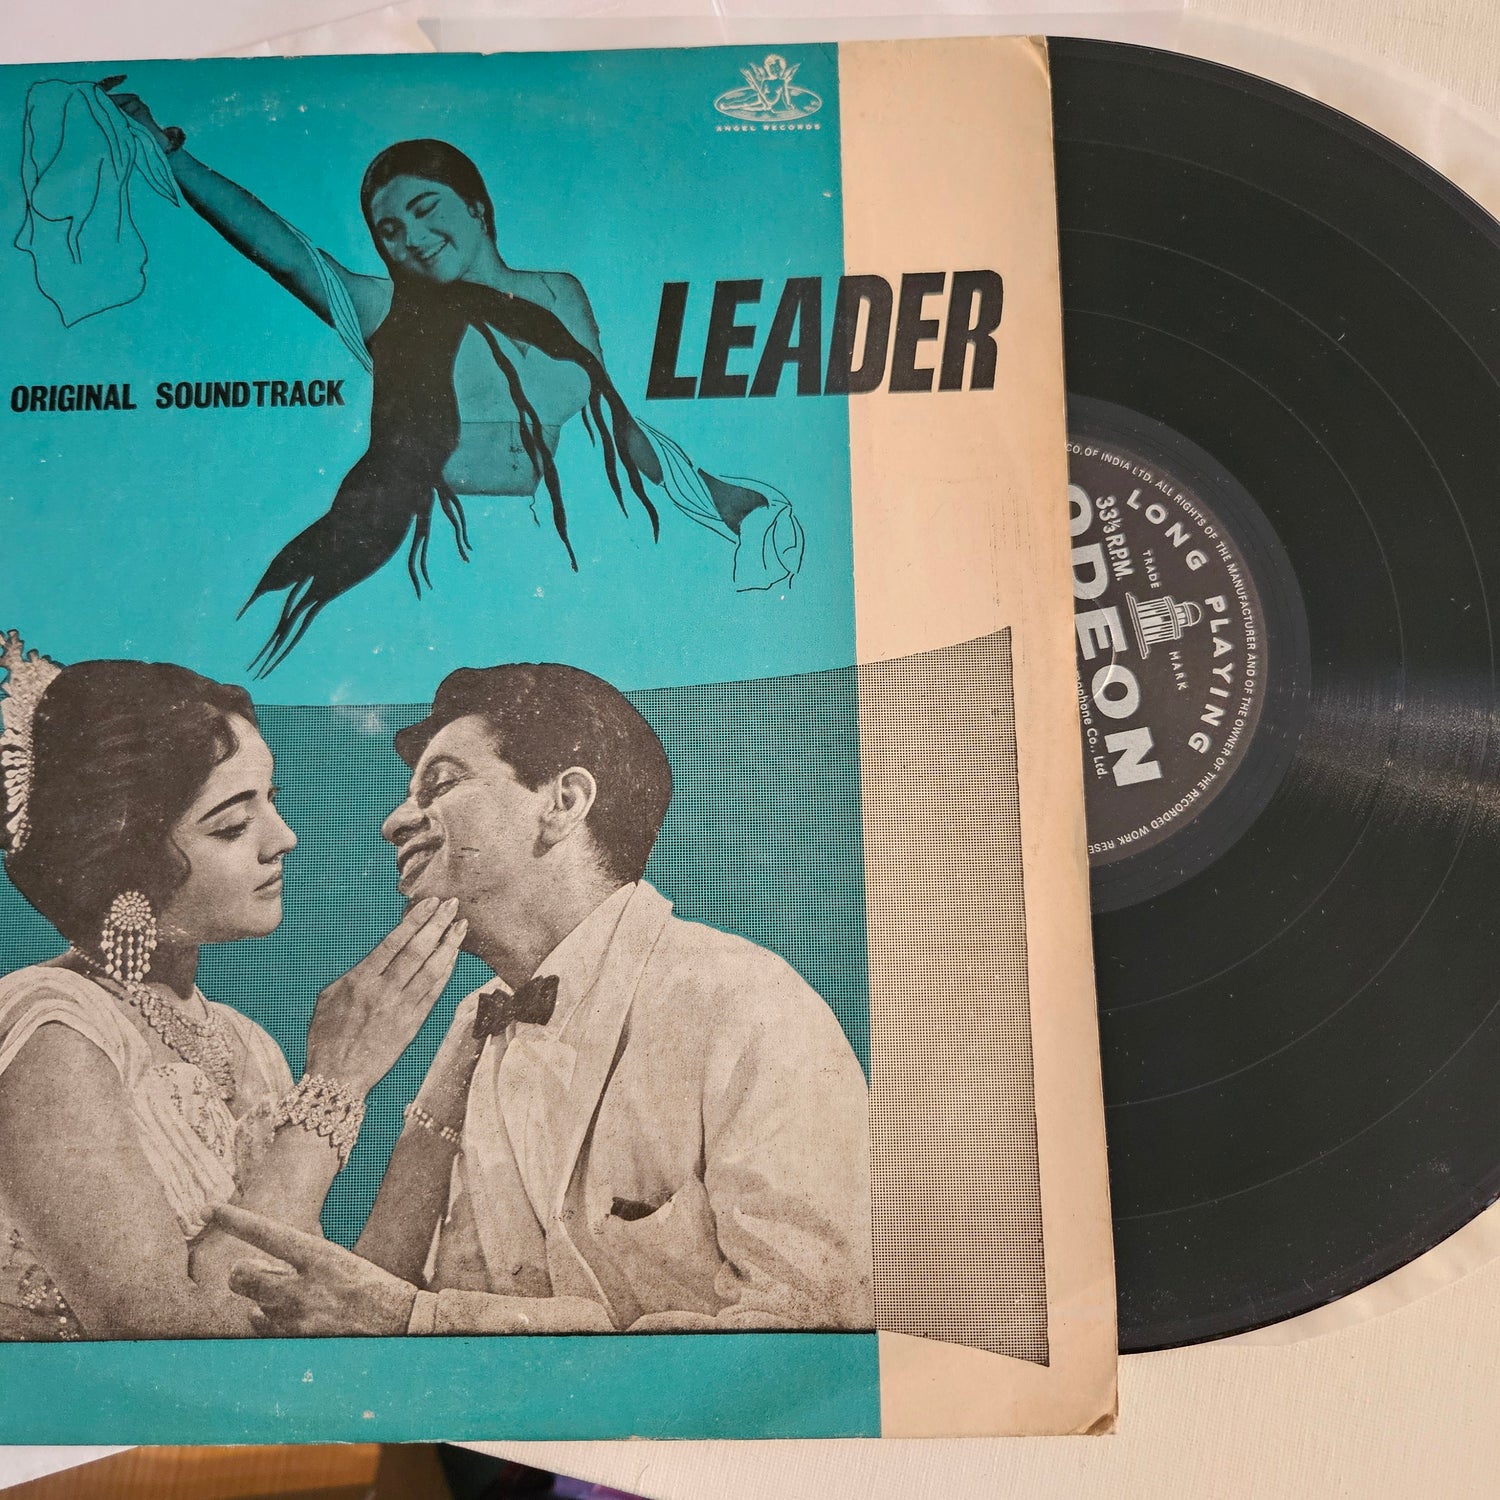 ANGEL RECORDS
LEADER
ORIGINAL SOUNDTRACK
CO. OF INDIA LTD. ALL RIGHTS OF THE MANUFACTURER AND OF THE OWNER OF THE RECORDED WORK RESE
LONG PLAYING
33⅓ R.P.M.
TRADE
MARK
ODEON
ophone Co., Ltd.